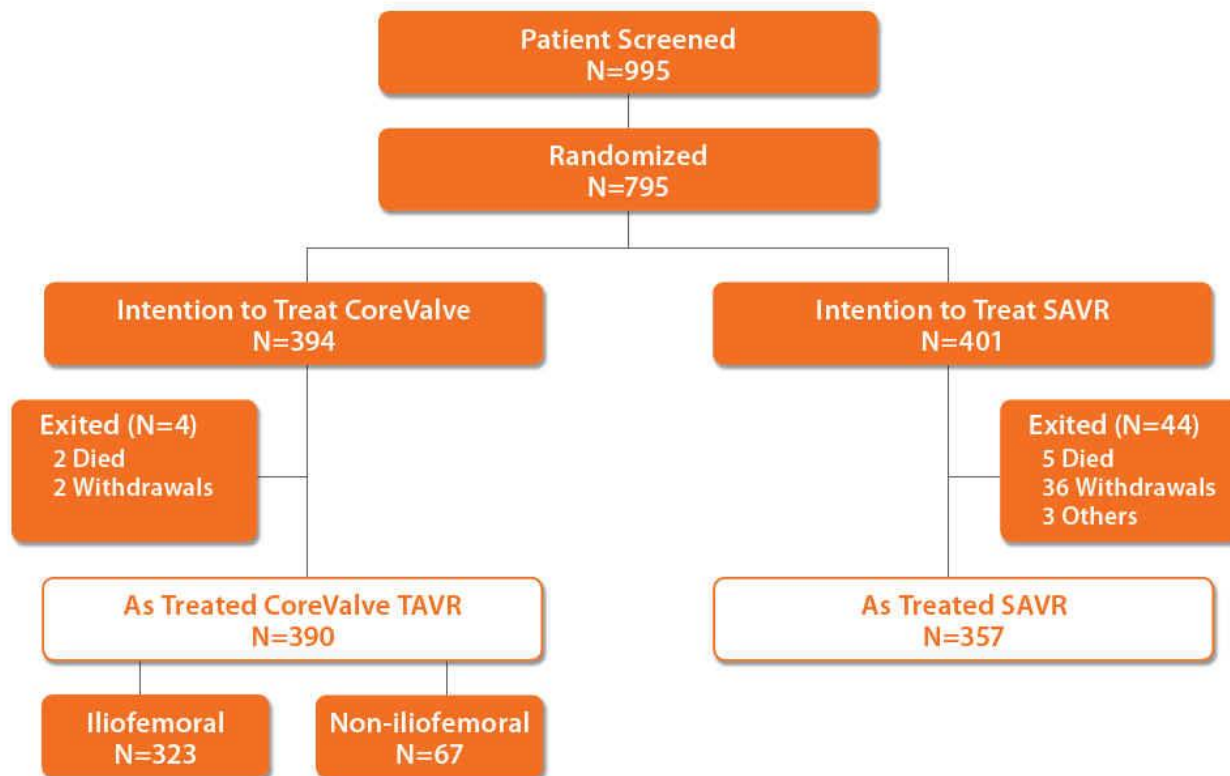 Patient Screened
N=995
Randomized
N=795
Intention to Treat CoreValve
N=394
Intention to Treat SAVR
N=401
Exited (N=4)
2 Died
2 Withdrawals
Exited (N=44)
5 Died
36 Withdrawals
3 Others
As Treated CoreValve TAVR
N=390
As Treated SAVR
N=357
Iliofemoral
N=323
Non-iliofemoral
N=67